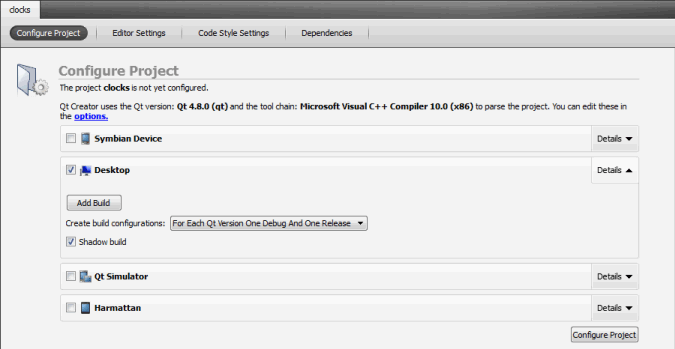 clocks
Configure Project Editor Settings Code Style Settings Dependencies
Configure Project
The project clocks is not yet configured.
Qt Creator uses the Qt version: Qt 4.8.0 (qt) and the tool chain: Microsoft Visual C++ Compiler 10.0 (x86) to parse the project. You can edit these in
the options.
Symbian Device Details
Desktop Details
Add Build
Create build configurations: For Each Qt Version One Debug And One Release
Shadow build
Qt Simulator Details
Harmattan Details
Configure Project